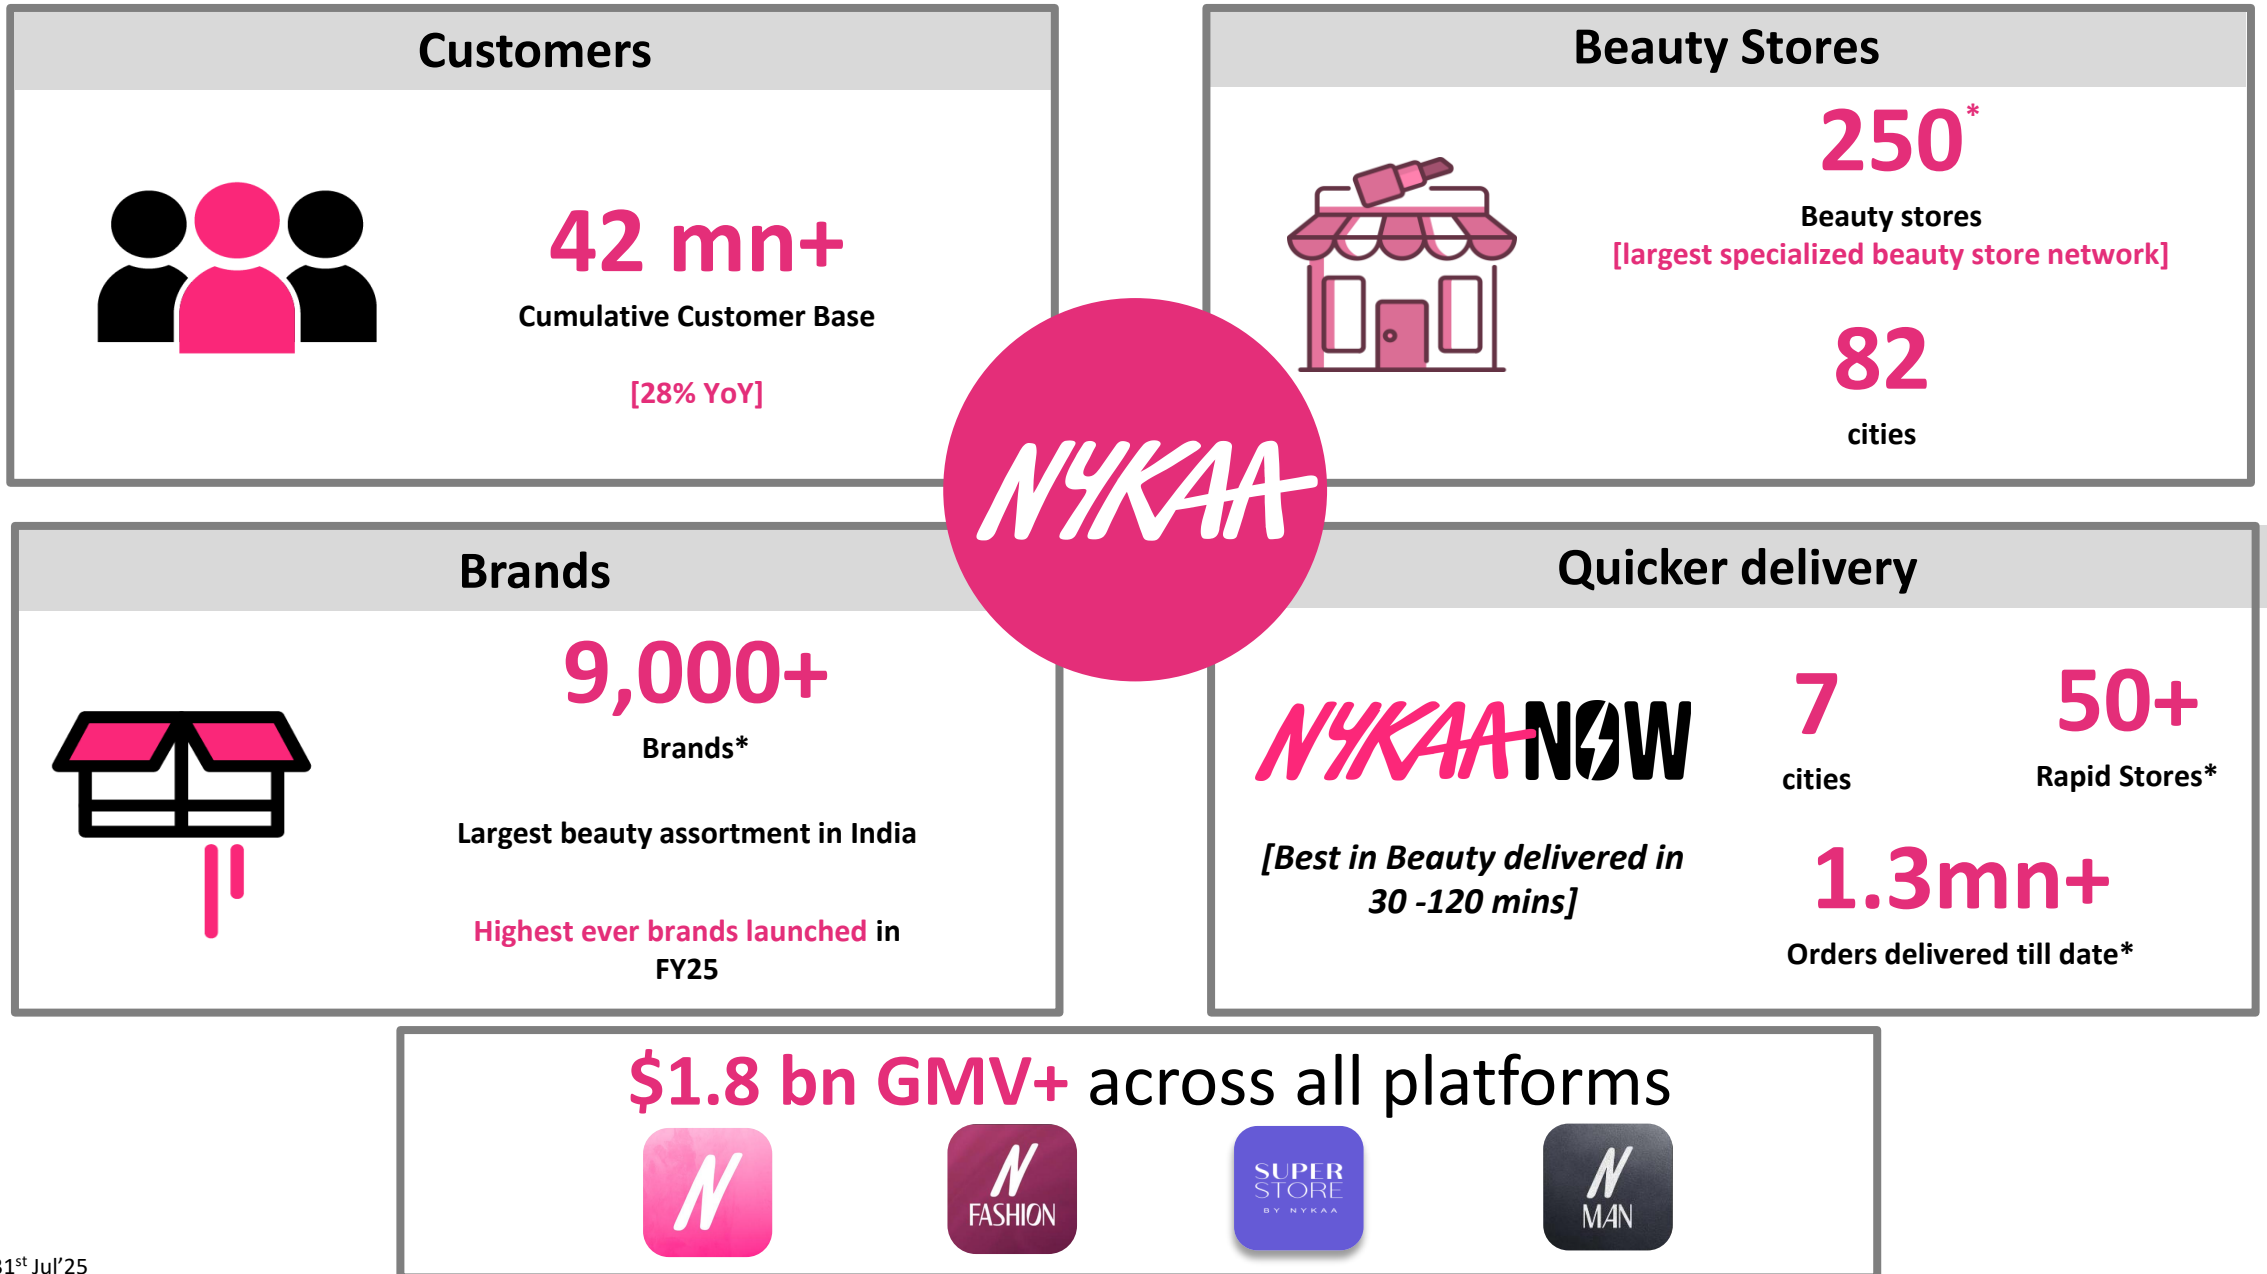 Customers
42 mn+
Cumulative Customer Base
[28% YoY]
Beauty Stores
250*
Beauty stores
[largest specialized beauty store network]
82
cities
NYKAA
Brands
9,000+
Brands*
Largest beauty assortment in India
Highest ever brands launched in
FY25
Quicker delivery
NYKAA NOW
[Best in Beauty delivered in
30 -120 mins]
7
cities
50+
Rapid Stores*
1.3mn+
Orders delivered till date*
$1.8 bn GMV+ across all platforms
N
N
FASHION
SUPER
STORE
BY NYKAA
N
MAN
31st Jul'25